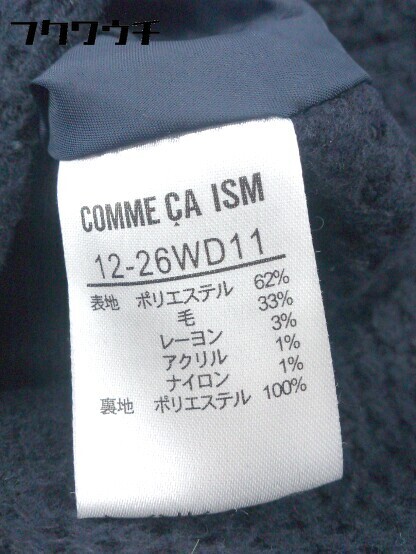 フクウウチ
COMME ÇA ISM
12-26WD11
表地 ポリエステル 62%
毛 33%
レーヨン 3%
アクリル 1%
ナイロン 1%
裏地 ポリエステル 100%